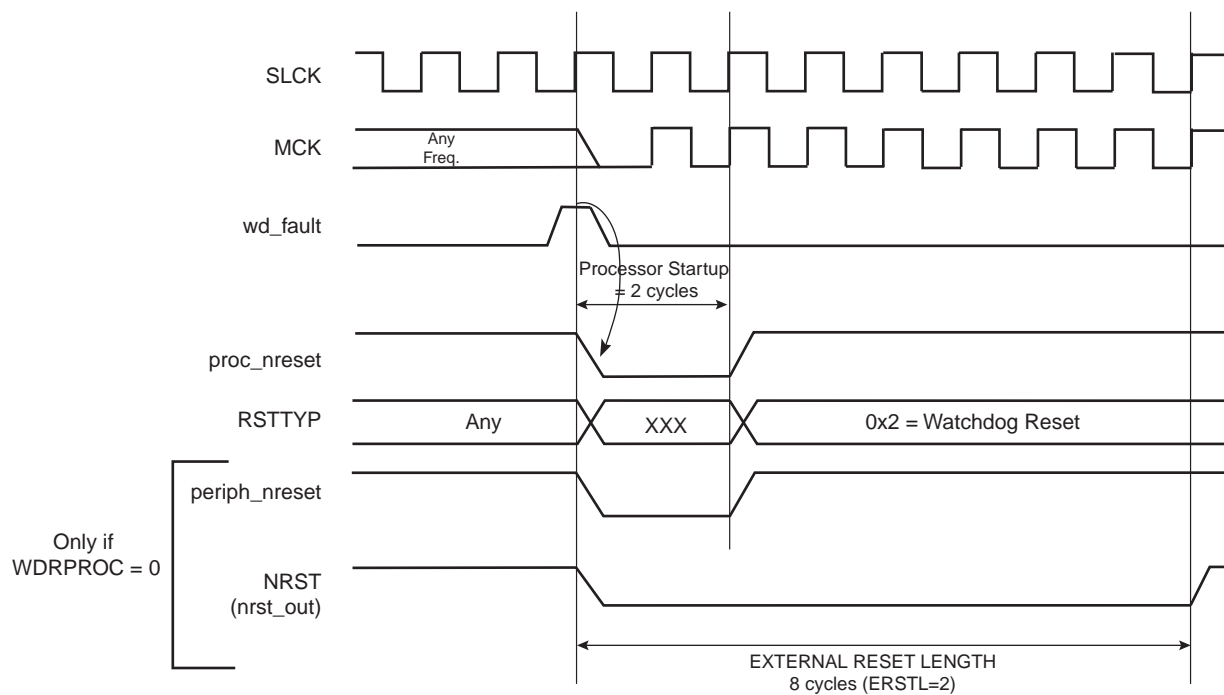 SLCK
MCK
Any
Freq.
wd_fault
Processor Startup
= 2 cycles
proc_nreset
RSTTYP
Any
XXX
0x2 = Watchdog Reset
periph_nreset
Only if
WDRPROC = 0
NRST
(nrst_out)
EXTERNAL RESET LENGTH
8 cycles (ERSTL=2)